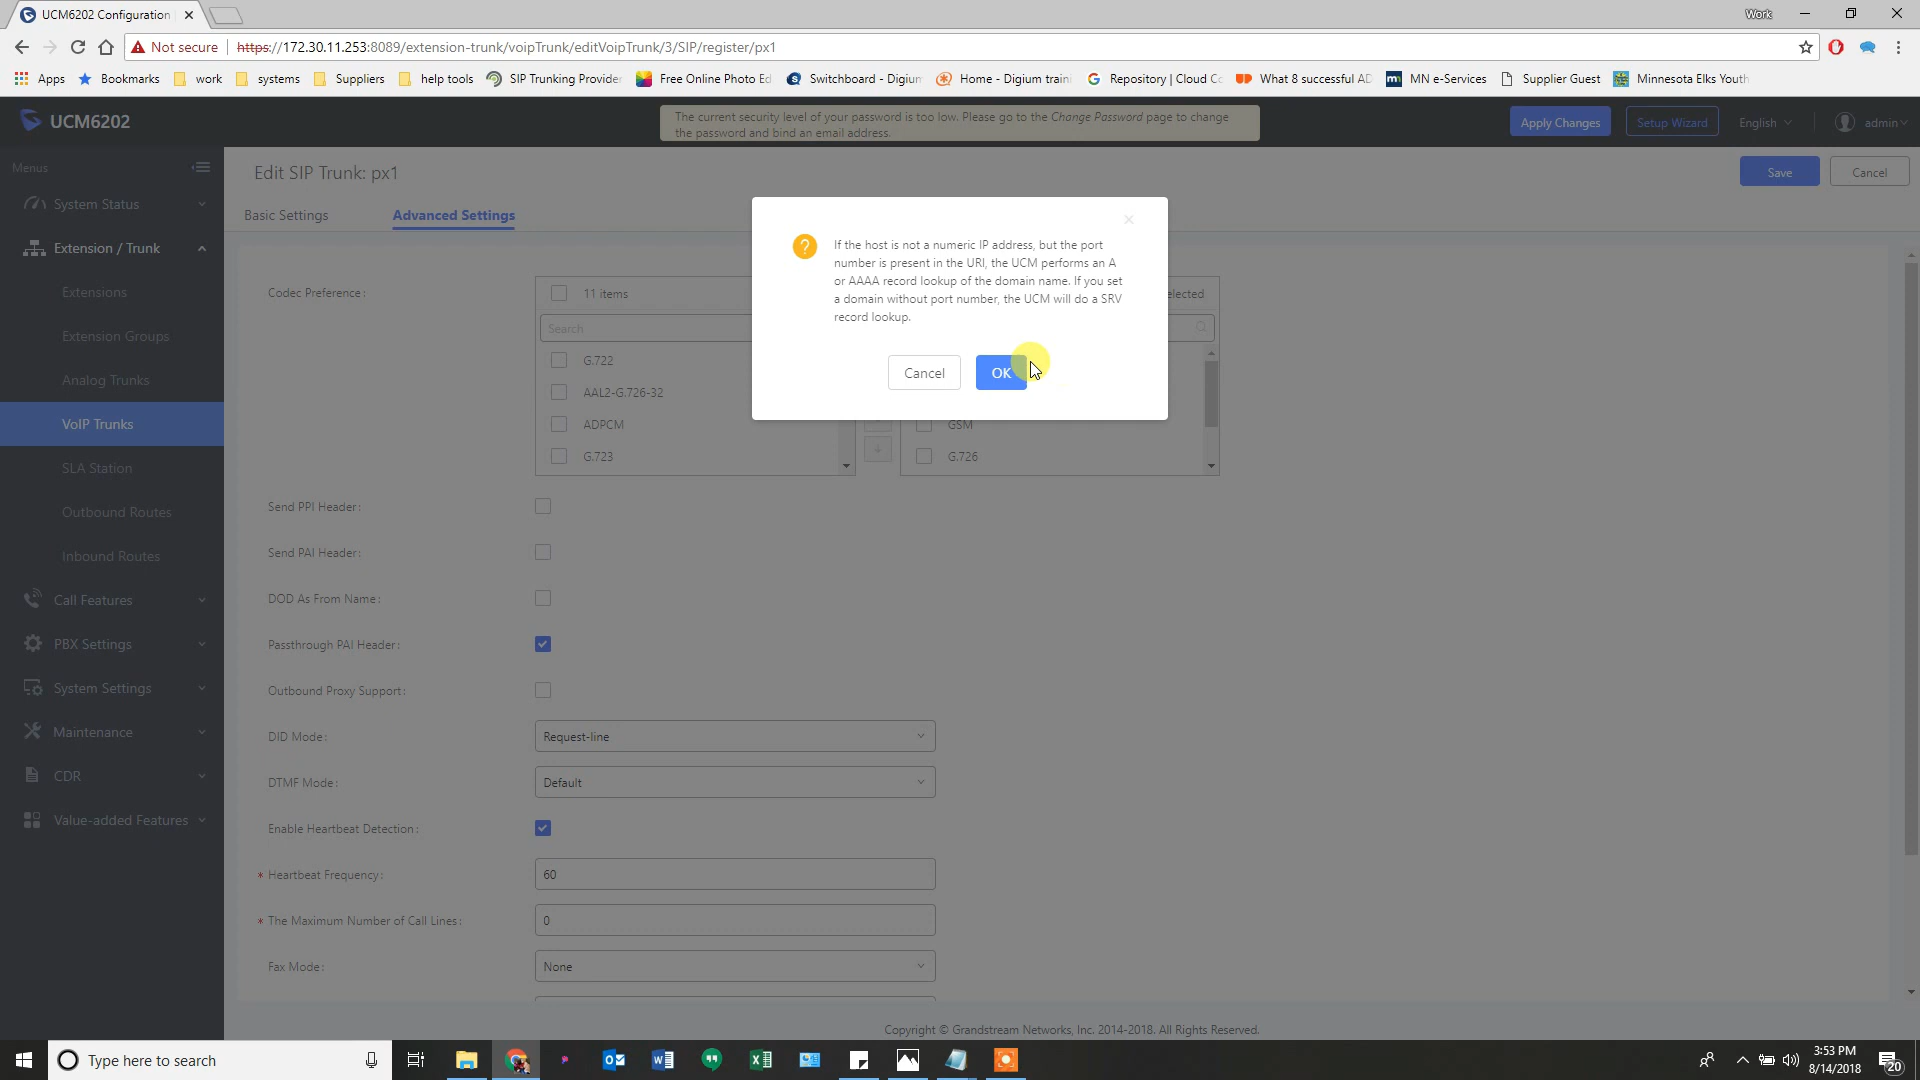 UCM6202 Configuration
Work
Not secure
https://172.30.11.253:8089/extension-trunk/voipTrunk/editVoipTrunk/3/SIP/register/px1
Apps
Bookmarks
work
systems
Suppliers
help tools
SIP Trunking Provider
Free Online Photo Ed
Switchboard - Digium
Home - Digium traini
Repository | Cloud Cc
What 8 successful AD
MN e-Services
Supplier Guest
Minnesota Elks Youth
UCM6202
The current security level of your password is too low. Please go to the Change Password page to change
the password and bind an email address.
Apply Changes
Setup Wizard
English
admin
Menus
System Status
Extension / Trunk
Extensions
Extension Groups
Analog Trunks
VoIP Trunks
SLA Station
Outbound Routes
Inbound Routes
Call Features
PBX Settings
System Settings
Maintenance
CDR
Value-added Features
Edit SIP Trunk: px1
Save
Cancel
Basic Settings
Advanced Settings
If the host is not a numeric IP address, but the port
number is present in the URI, the UCM performs an A
or AAAA record lookup of the domain name. If you set
a domain without port number, the UCM will do a SRV
record lookup.
Cancel
OK
Codec Preference:
11 items
elected
Search
G.722
AAL2-G.726-32
ADPCM
G.723
GSM
G.726
Send PPI Header:
Send PAI Header:
DOD As From Name:
Passthrough PAI Header:
Outbound Proxy Support:
DID Mode:
Request-line
DTMF Mode:
Default
Enable Heartbeat Detection:
* Heartbeat Frequency:
60
* The Maximum Number of Call Lines:
0
Fax Mode:
None
Copyright © Grandstream Networks, Inc. 2014-2018. All Rights Reserved.
Type here to search
3:53 PM
8/14/2018
20